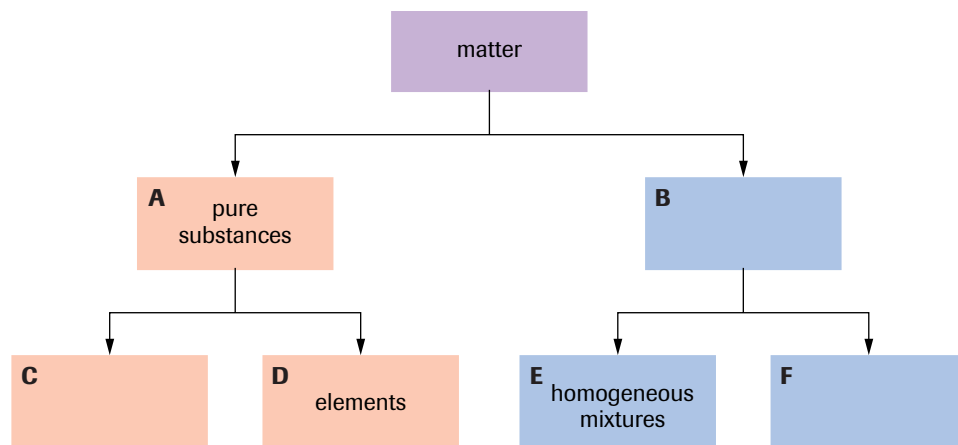 matter
A
pure
substances
B
C
D
elements
E
homogeneous
mixtures
F